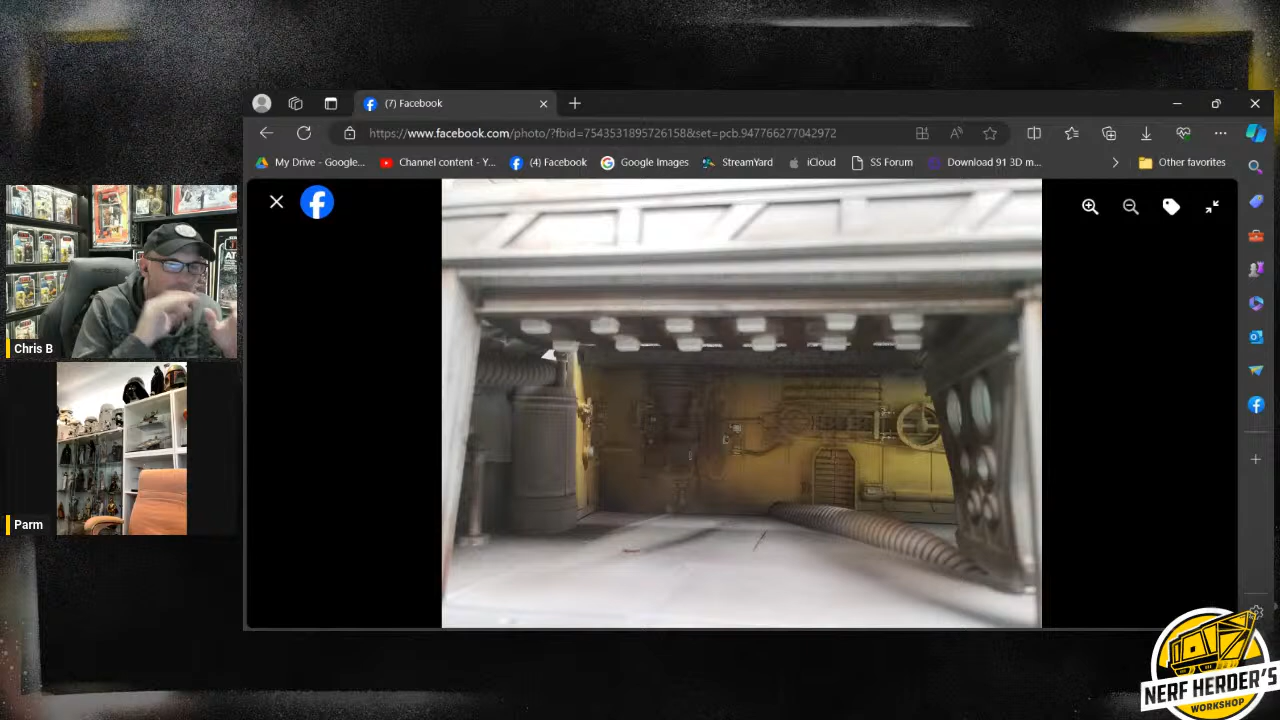 (7) Facebook
https://www.facebook.com/photo/?fbid=7543531895726158&set=pcb.947766277042972
My Drive - Google...
Channel content - Y...
(4) Facebook
Google Images
StreamYard
iCloud
SS Forum
Download 91 3D m...
Other favorites
Chris B
Parm
NERF HERDER'S
WORKSHOP